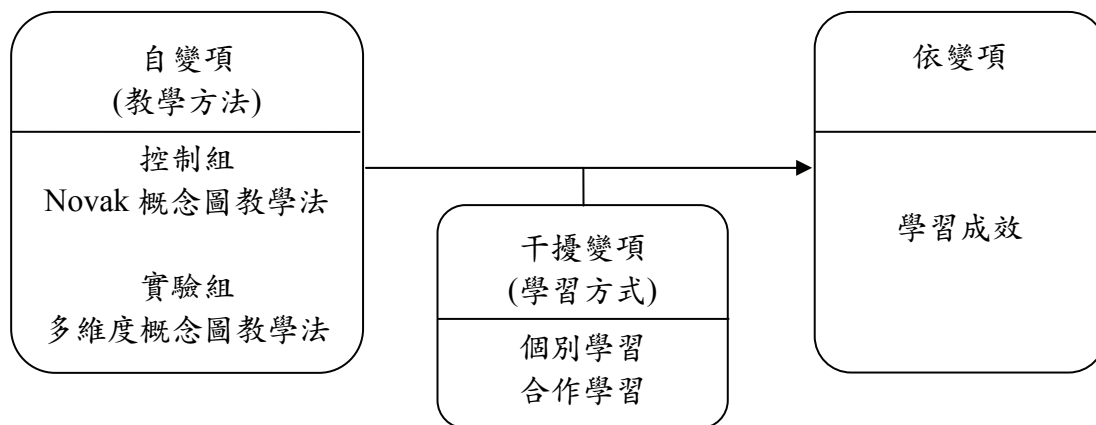 自變項
(教學方法)
控制組
Novak 概念圖教學法
實驗組
多維度概念圖教學法
干擾變項
(學習方式)
個別學習
合作學習
依變項
學習成效